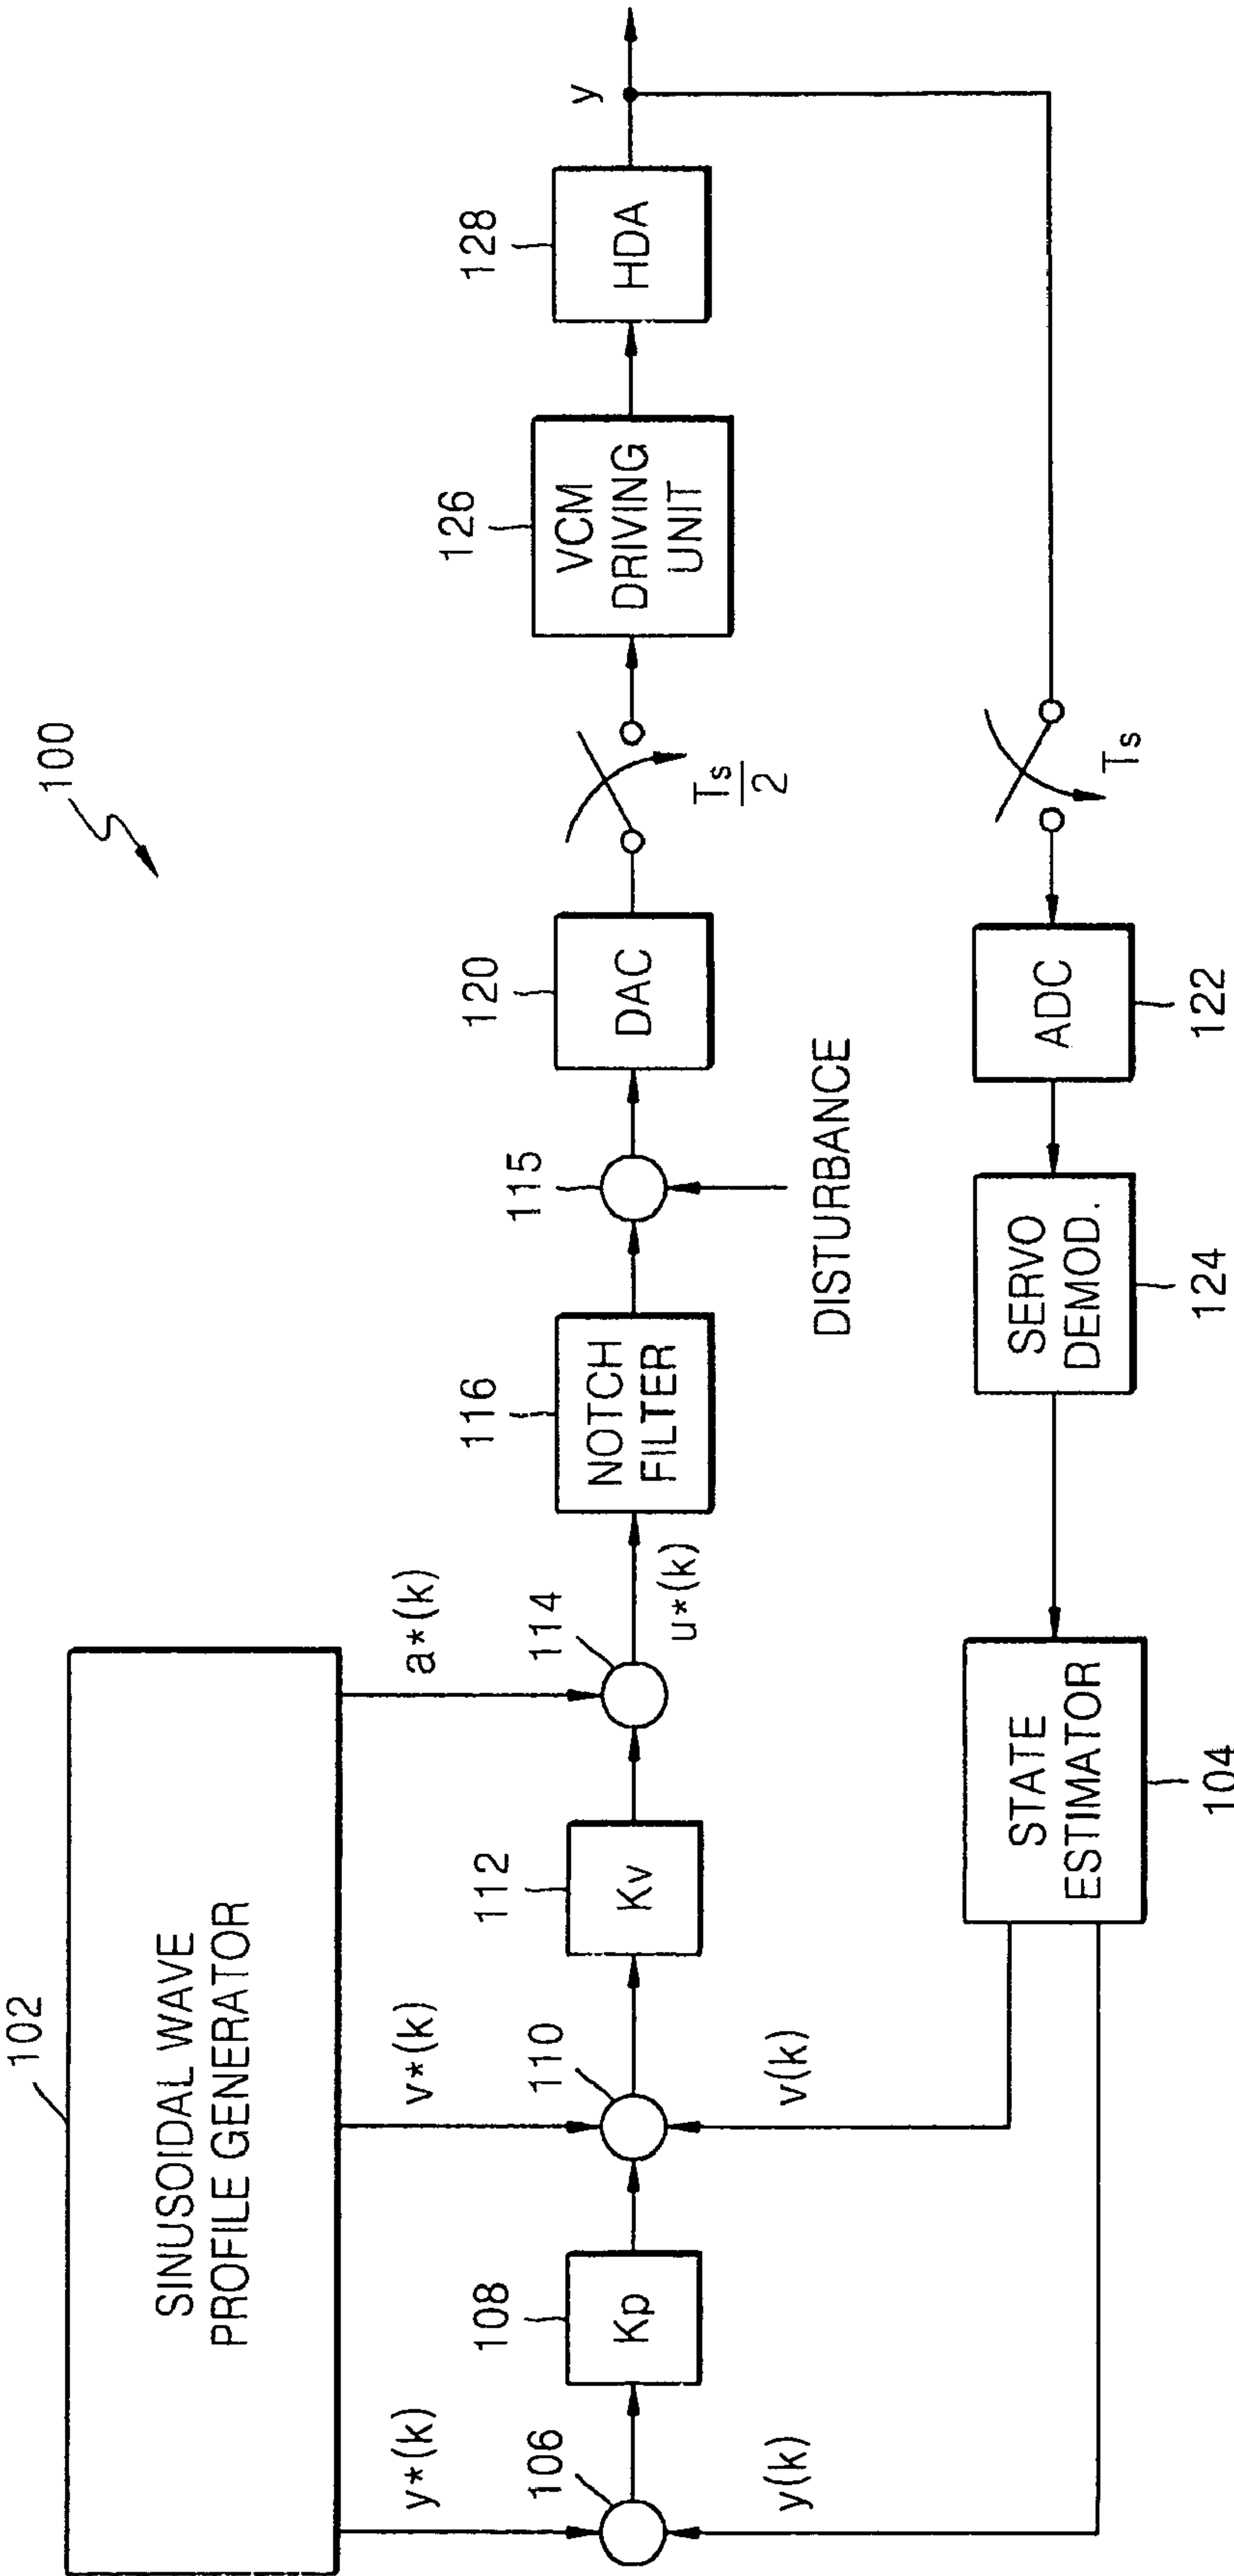 100
102
SINUSOIDAL WAVE
PROFILE GENERATOR
y*(k)
v*(k)
a*(k)
106
108
Kp
110
112
Kv
114
u*(k)
116
NOTCH
FILTER
115
DISTURBANCE
120
DAC
Ts
2
126
VCM
DRIVING
UNIT
128
HDA
y
y(k)
v(k)
STATE
ESTIMATOR
104
SERVO
DEMOD.
124
ADC
122
Ts